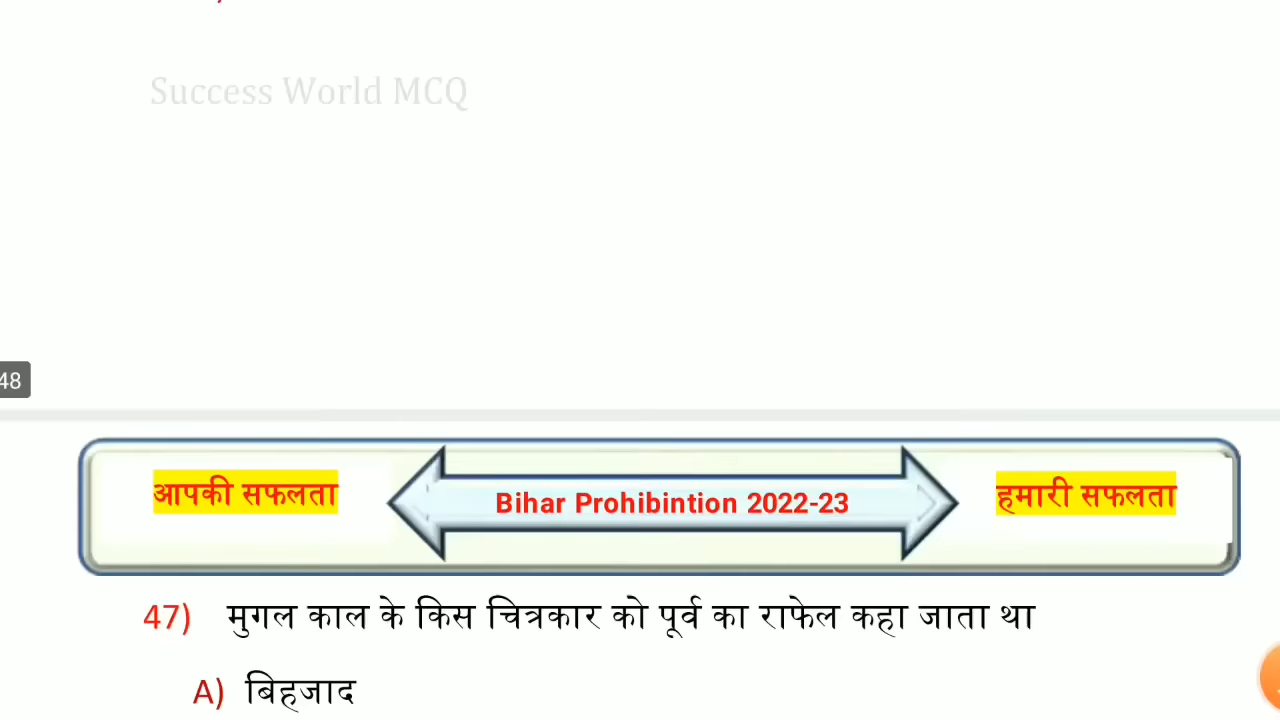 Success World MCQ
48
आपकी सफलता
Bihar Prohibintion 2022-23
हमारी सफलता
47) मुगल काल के किस चित्रकार को पूर्व का राफेल कहा जाता था
A) बिहजाद